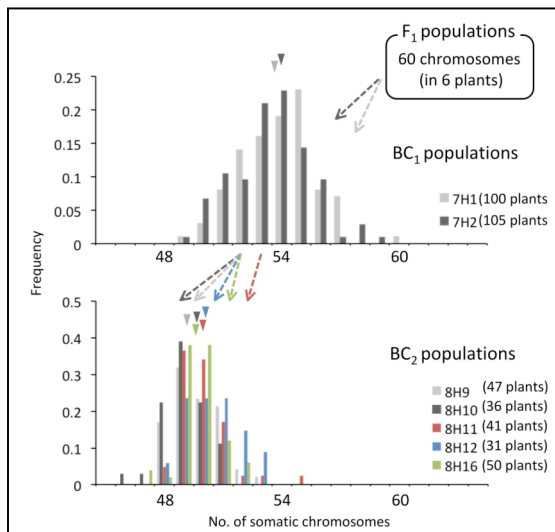 F1 populations
60 chromosomes
(in 6 plants)
0.25
0.2
0.15
0.1
0.05
0
BC1 populations
7H1 (100 plants
7H2 (105 plants
48 54 60
Frequency
0.5
0.4
0.3
0.2
0.1
0
BC2 populations
8H9 (47 plants)
8H10 (36 plants)
8H11 (41 plants)
8H12 (31 plants)
8H16 (50 plants)
48 54 60
No. of somatic chromosomes